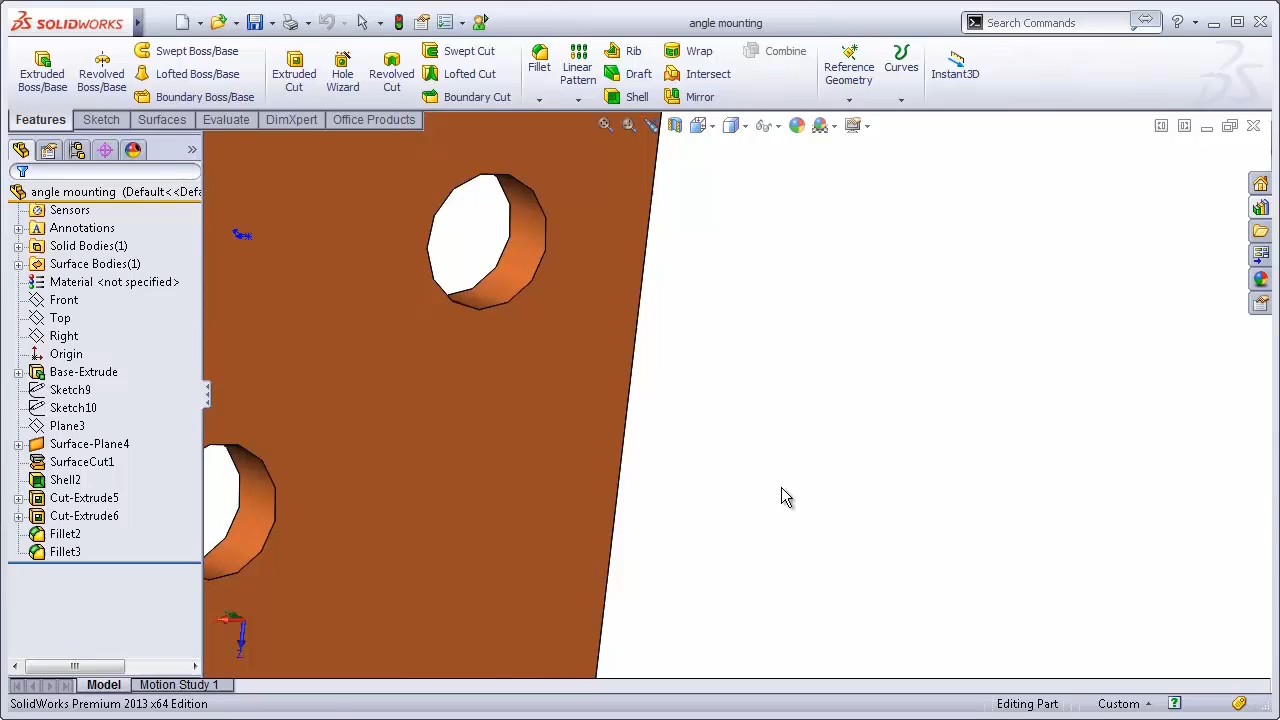 SOLIDWORKS
angle mounting
Search Commands
Extruded Boss/Base
Revolved Boss/Base
Swept Boss/Base
Lofted Boss/Base
Boundary Boss/Base
Extruded Cut
Hole Wizard
Revolved Cut
Swept Cut
Lofted Cut
Boundary Cut
Fillet
Linear Pattern
Rib
Draft
Shell
Wrap
Intersect
Mirror
Combine
Reference Geometry
Curves
Instant3D
Features
Sketch
Surfaces
Evaluate
DimXpert
Office Products
angle mounting (Default<<Defa
Sensors
Annotations
Solid Bodies(1)
Surface Bodies(1)
Material <not specified>
Front
Top
Right
Origin
Base-Extrude
Sketch9
Sketch10
Plane3
Surface-Plane4
SurfaceCut1
Shell2
Cut-Extrude5
Cut-Extrude6
Fillet2
Fillet3
Z
Model
Motion Study 1
SolidWorks Premium 2013 x64 Edition
Editing Part
Custom